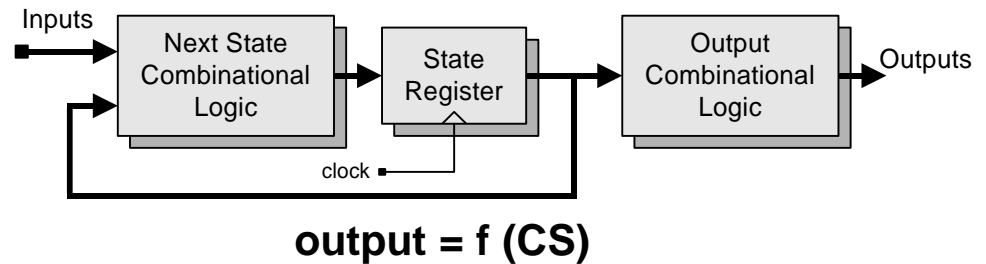 Inputs
Next State
Combinational
Logic
State
Register
Output
Combinational
Logic
Outputs
clock
output = f (CS)